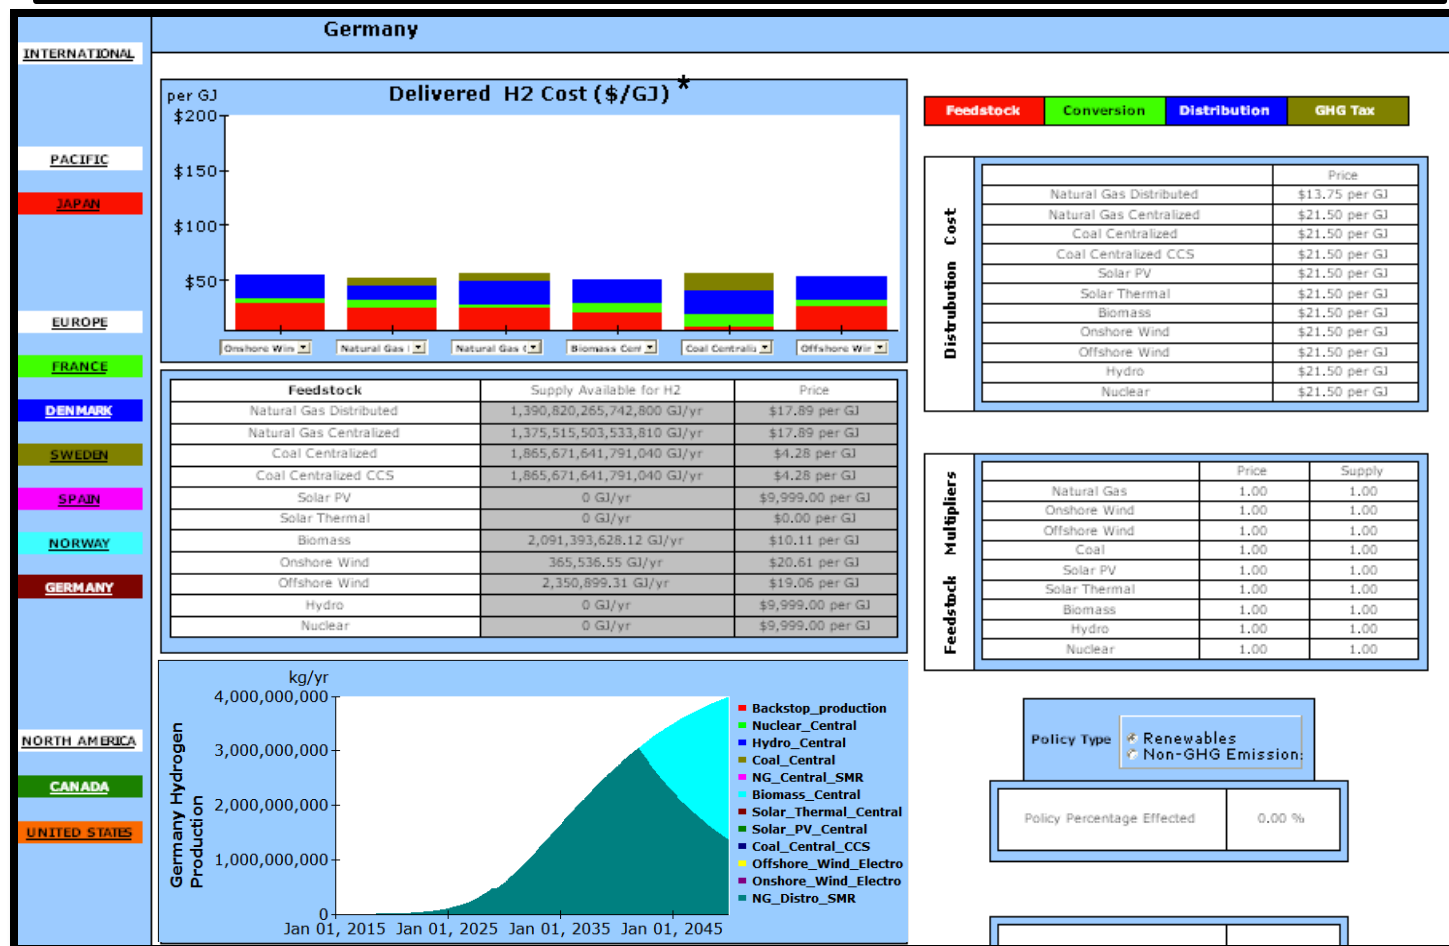 Germany
INTERNATIONAL
PACIFIC
JAPAN
EUROPE
FRANCE
DENMARK
SWEDEN
SPAIN
NORWAY
GERMANY
NORTH AMERICA
CANADA
UNITED STATES
per GJ
Delivered H2 Cost ($/GJ) *
$200
$150
$100
$50
Onshore Win
Natural Gas
Natural Gas
Biomass Cen
Coal Centrali
Offshore Wir
Feedstock Supply Available for H2 Price
Natural Gas Distributed 1,390,820,265,742,800 GJ/yr $17.89 per GJ
Natural Gas Centralized 1,375,515,503,533,810 GJ/yr $17.89 per GJ
Coal Centralized 1,865,671,641,791,040 GJ/yr $4.28 per GJ
Coal Centralized CCS 1,865,671,641,791,040 GJ/yr $4.28 per GJ
Solar PV 0 GJ/yr $9,999.00 per GJ
Solar Thermal 0 GJ/yr $0.00 per GJ
Biomass 2,091,393,628.12 GJ/yr $10.11 per GJ
Onshore Wind 365,536.55 GJ/yr $20.61 per GJ
Offshore Wind 2,350,899.31 GJ/yr $19.06 per GJ
Hydro 0 GJ/yr $9,999.00 per GJ
Nuclear 0 GJ/yr $9,999.00 per GJ
kg/yr
Germany Hydrogen
Production
4,000,000,000
3,000,000,000
2,000,000,000
1,000,000,000
0
Jan 01, 2015 Jan 01, 2025 Jan 01, 2035 Jan 01, 2045
Backstop_production
Nuclear_Central
Hydro_Central
Coal_Central
NG_Central_SMR
Biomass_Central
Solar_Thermal_Central
Solar_PV_Central
Coal_Central_CCS
Offshore_Wind_Electro
Onshore_Wind_Electro
NG_Distro_SMR
Feedstock Conversion Distribution GHG Tax
Distrubution Cost
Price
Natural Gas Distributed $13.75 per GJ
Natural Gas Centralized $21.50 per GJ
Coal Centralized $21.50 per GJ
Coal Centralized CCS $21.50 per GJ
Solar PV $21.50 per GJ
Solar Thermal $21.50 per GJ
Biomass $21.50 per GJ
Onshore Wind $21.50 per GJ
Offshore Wind $21.50 per GJ
Hydro $21.50 per GJ
Nuclear $21.50 per GJ
Feedstock Multipliers
Price Supply
Natural Gas 1.00 1.00
Onshore Wind 1.00 1.00
Offshore Wind 1.00 1.00
Coal 1.00 1.00
Solar PV 1.00 1.00
Solar Thermal 1.00 1.00
Biomass 1.00 1.00
Hydro 1.00 1.00
Nuclear 1.00 1.00
Policy Type
Renewables
Non-GHG Emission
Policy Percentage Effected 0.00 %